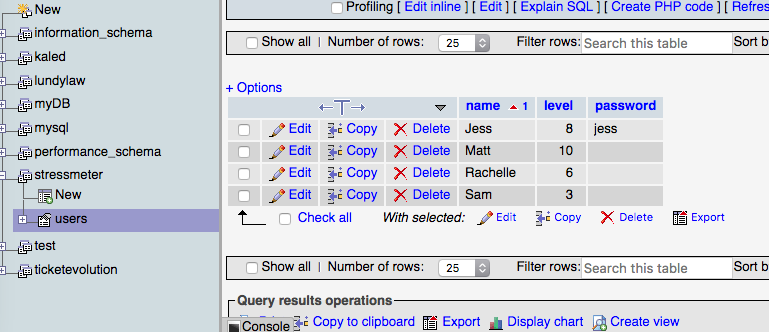 New
information_schema
kaled
lundylaw
myDB
mysql
performance_schema
stressmeter
New
users
test
ticketevolution
Profiling [ Edit inline ] [ Edit ] [ Explain SQL ] [ Create PHP code ] [ Refres
Show all | Number of rows: 25 Filter rows: Search this table Sort b
+ Options
←T→ name 1 level password
Edit Copy Delete Jess 8 jess
Edit Copy Delete Matt 10
Edit Copy Delete Rachelle 6
Edit Copy Delete Sam 3
Check all With selected: Edit Copy Delete Export
Show all | Number of rows: 25 Filter rows: Search this table Sort b
Query results operations
Copy to clipboard Export Display chart Create view
Console